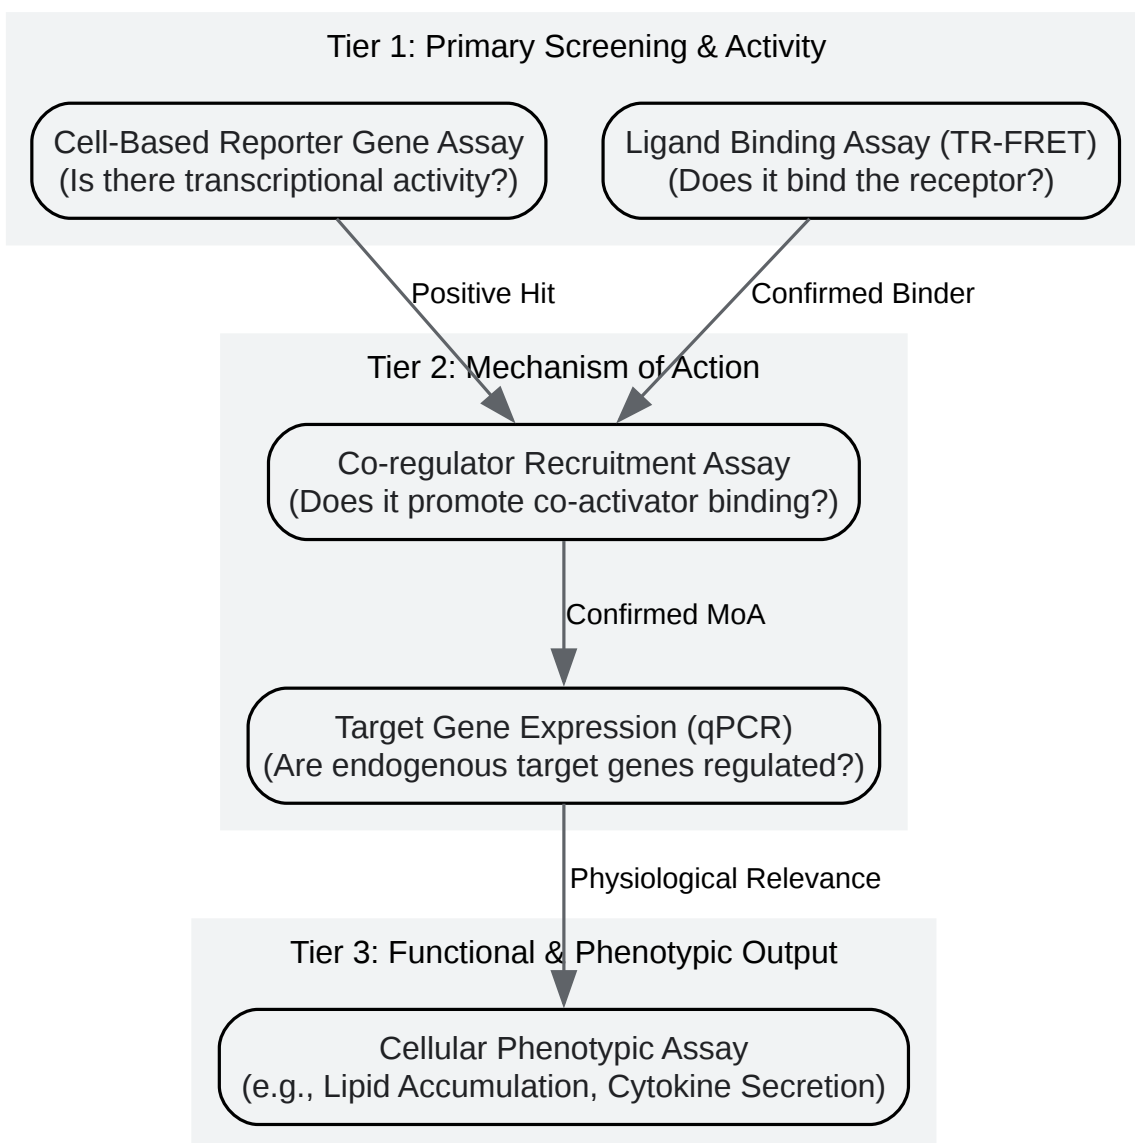 Tier 1: Primary Screening & Activity
Cell-Based Reporter Gene Assay
(Is there transcriptional activity?)
Ligand Binding Assay (TR-FRET)
(Does it bind the receptor?)
Positive Hit
Confirmed Binder
Tier 2: Mechanism of Action
Co-regulator Recruitment Assay
(Does it promote co-activator binding?)
Confirmed MoA
Target Gene Expression (qPCR)
(Are endogenous target genes regulated?)
Physiological Relevance
Tier 3: Functional & Phenotypic Output
Cellular Phenotypic Assay
(e.g., Lipid Accumulation, Cytokine Secretion)